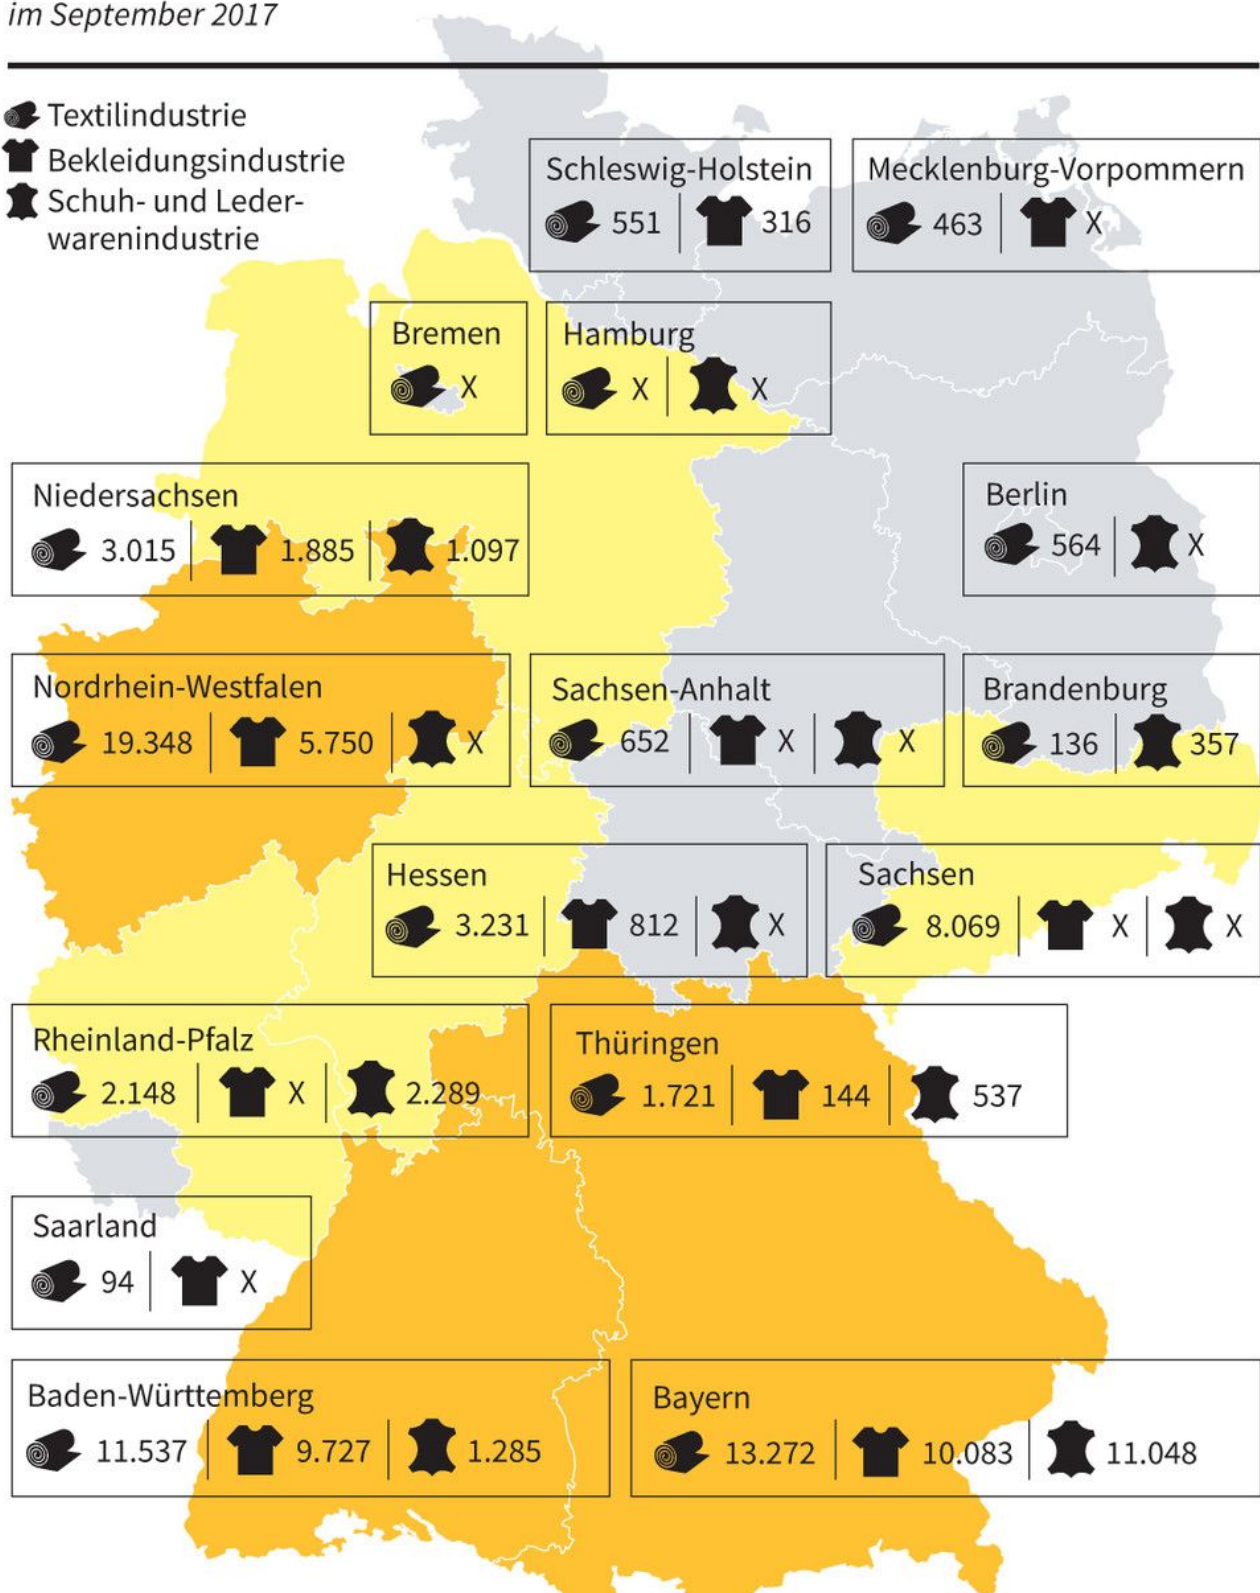 im September 2017
Textilindustrie
Bekleidungsindustrie
Schuh- und Leder-
warenindustrie
Schleswig-Holstein
551 316
Mecklenburg-Vorpommern
463 X
Bremen
X
Hamburg
X X
Niedersachsen
3.015 1.885 1.097
Berlin
564 X
Nordrhein-Westfalen
19.348 5.750 X
Sachsen-Anhalt
652 X X
Brandenburg
136 357
Hessen
3.231 812 X
Sachsen
8.069 X X
Rheinland-Pfalz
2.148 X 2.289
Thüringen
1.721 144 537
Saarland
94 X
Baden-Württemberg
11.537 9.727 1.285
Bayern
13.272 10.083 11.048